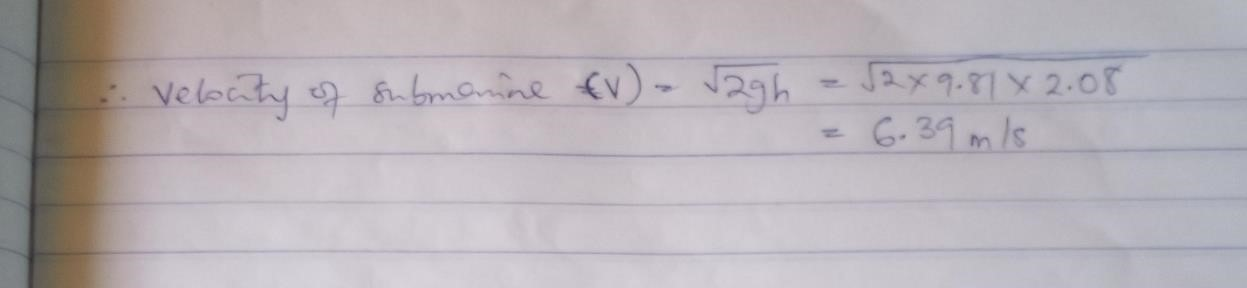 ∴ Velocity of submarine (V) = √2gh = √2×9.81×2.08
= 6.39 m/s